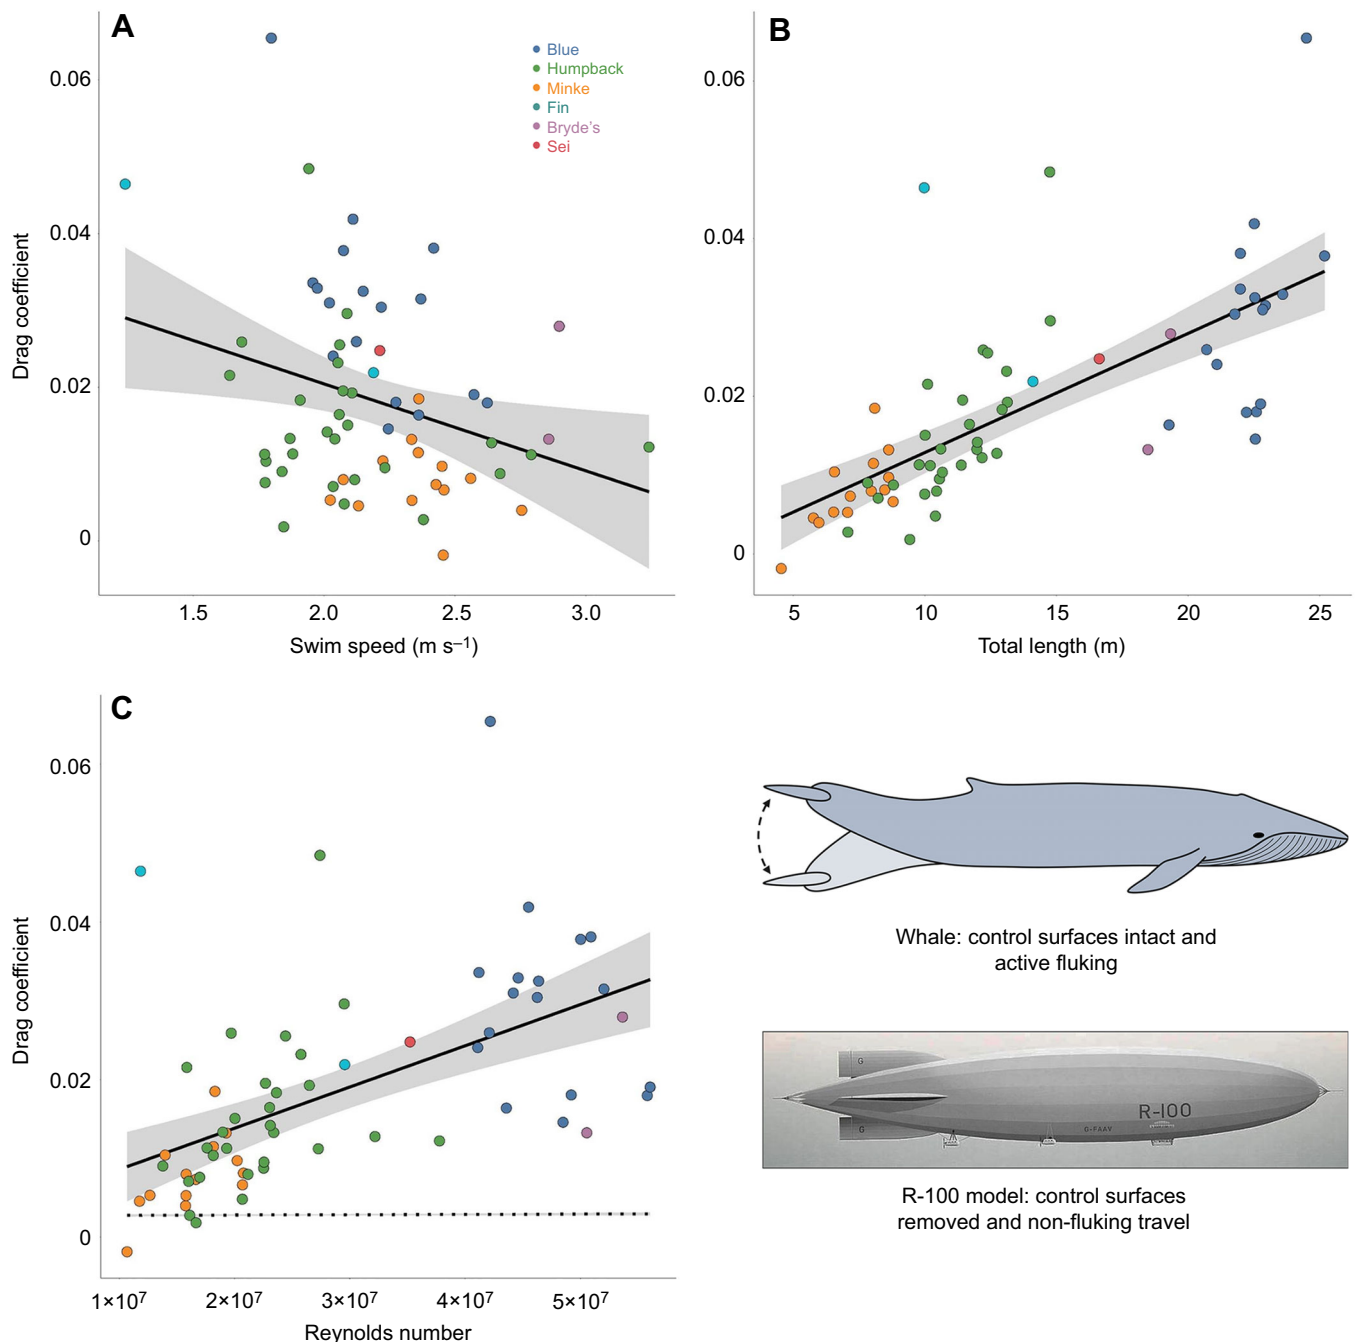 A
Blue
Humpback
Minke
Fin
Bryde's
Sei
0.06
0.04
0.02
0
Drag coefficient
1.5
2.0
2.5
3.0
Swim speed (m s–1)
B
0.06
0.04
0.02
0
5
10
15
20
25
Total length (m)
C
0.06
0.04
0.02
0
Drag coefficient
1×10⁷
2×10⁷
3×10⁷
4×10⁷
5×10⁷
Reynolds number
Whale: control surfaces intact and
active fluking
G
G
R-100
G-FAAV
R-100 model: control surfaces
removed and non-fluking travel